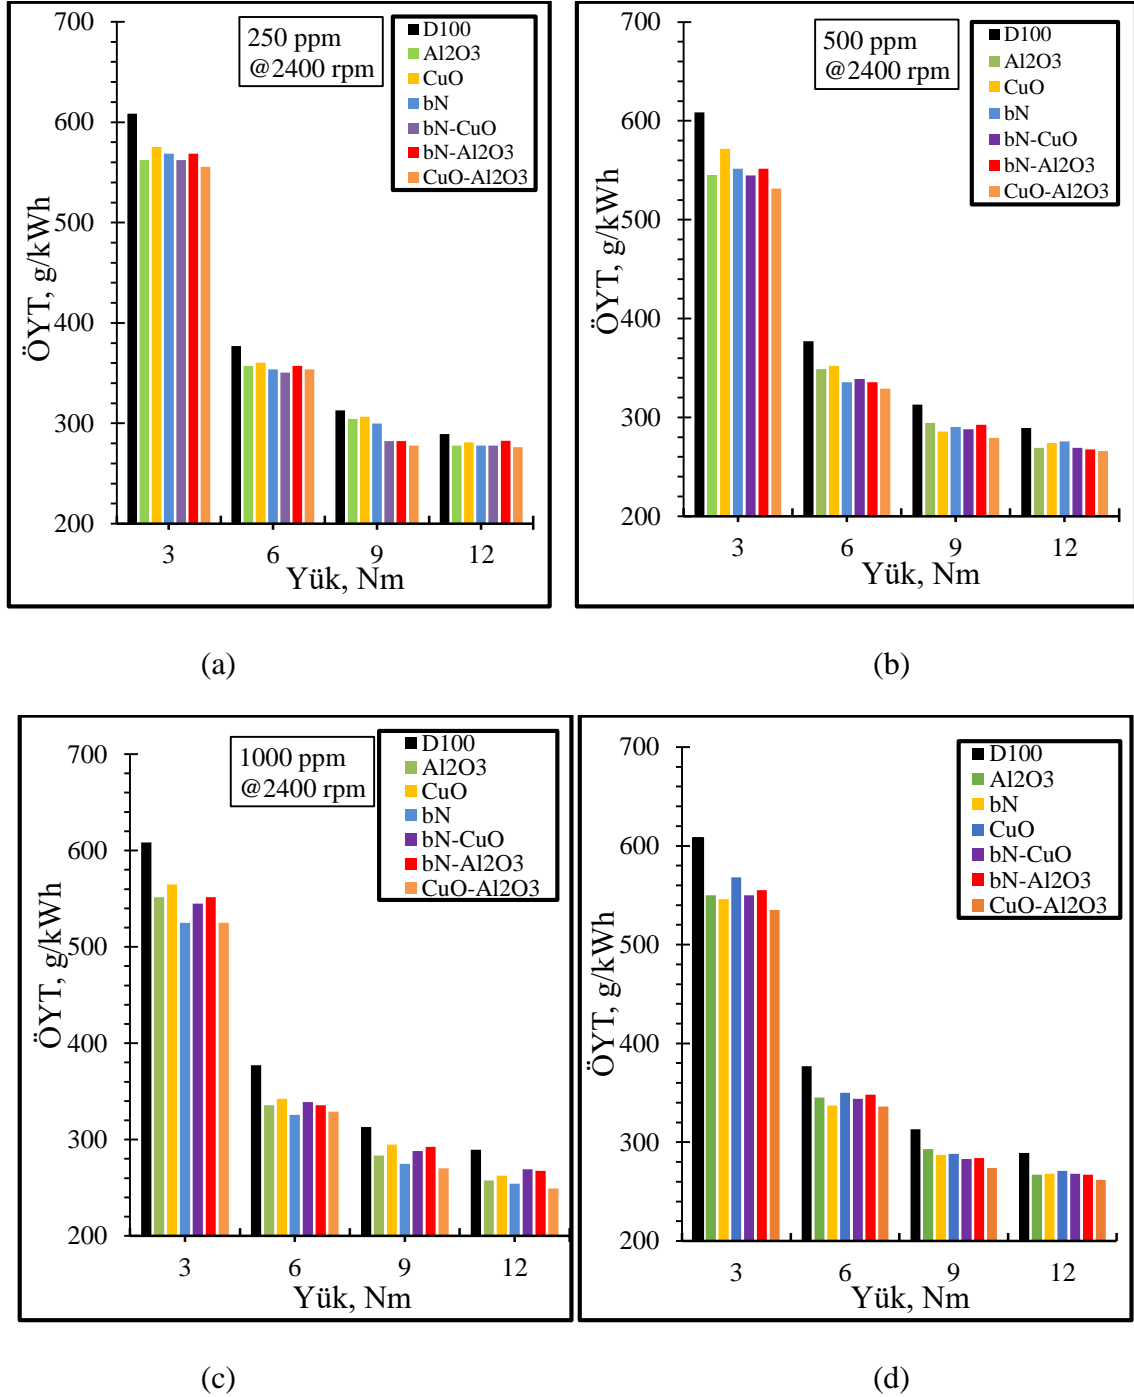 700
600
500
400
300
200
ÖYT, g/kWh
250 ppm
@2400 rpm
D100
Al2O3
CuO
bN
bN-CuO
bN-Al2O3
CuO-Al2O3
3 6 9 12
Yük, Nm
(a)
700
600
500
400
300
200
ÖYT, g/kWh
500 ppm
@2400 rpm
D100
Al2O3
CuO
bN
bN-CuO
bN-Al2O3
CuO-Al2O3
3 6 9 12
Yük, Nm
(b)
700
600
500
400
300
200
ÖYT, g/kWh
1000 ppm
@2400 rpm
D100
Al2O3
CuO
bN
bN-CuO
bN-Al2O3
CuO-Al2O3
3 6 9 12
Yük, Nm
(c)
700
600
500
400
300
200
ÖYT, g/kWh
D100
Al2O3
bN
CuO
bN-CuO
bN-Al2O3
CuO-Al2O3
3 6 9 12
Yük, Nm
(d)